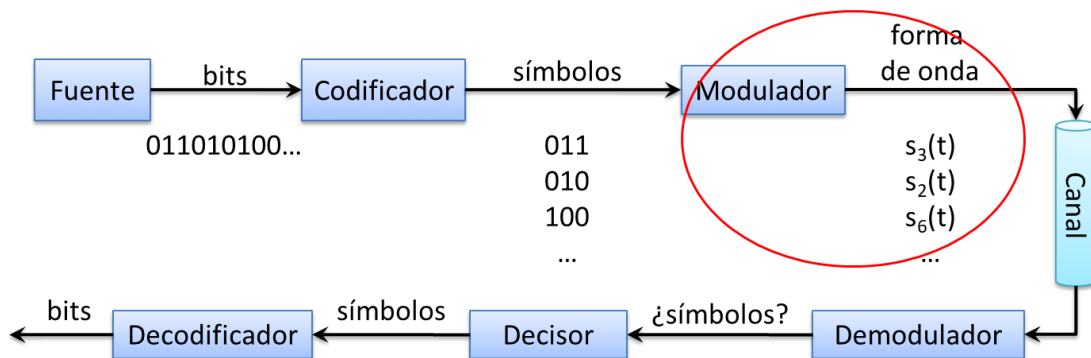 Fuente
bits
Codificador
símbolos
Modulador
forma
de onda
011010100...
011
010
100
...
s₃(t)
s₂(t)
s₆(t)
...
Canal
bits
Decodificador
símbolos
Decisor
¿símbolos?
Demodulador